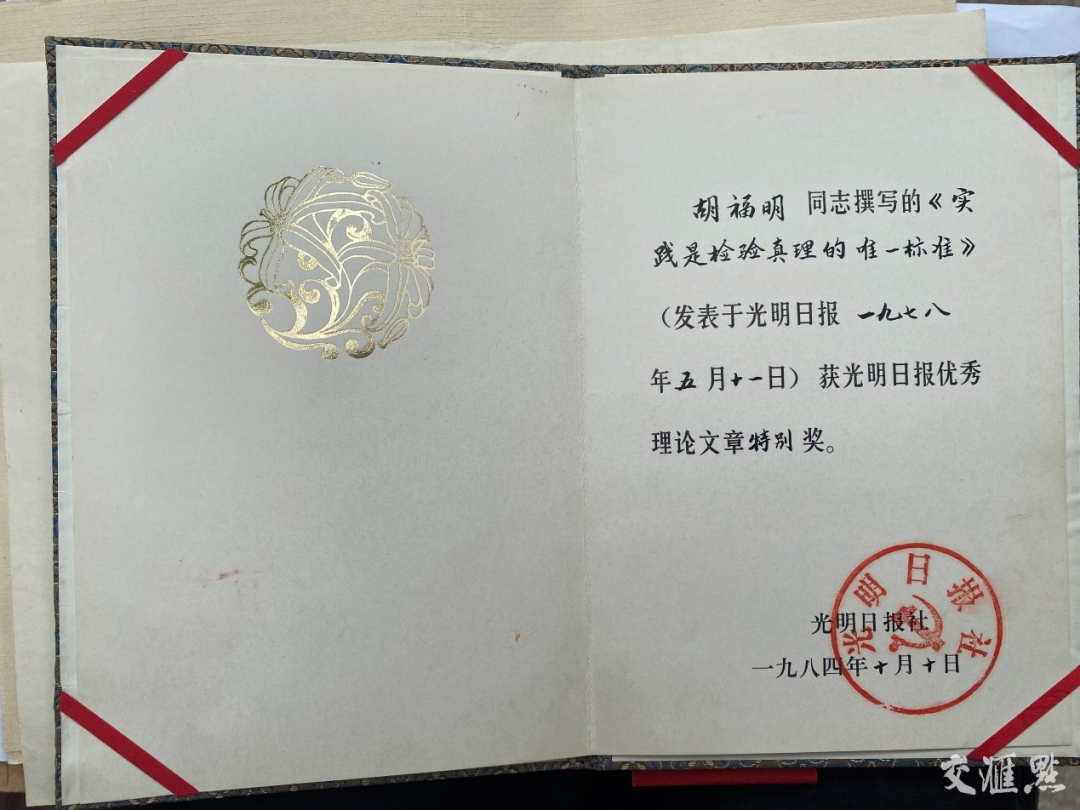 胡福明 同志撰写的《实
践是检验真理的唯一标准》
（发表于光明日报 一九七八
年五月十一日）获光明日报优秀
理论文章特别奖。
光明日报社
光明日报社
一九八四年十月十日
交汇點